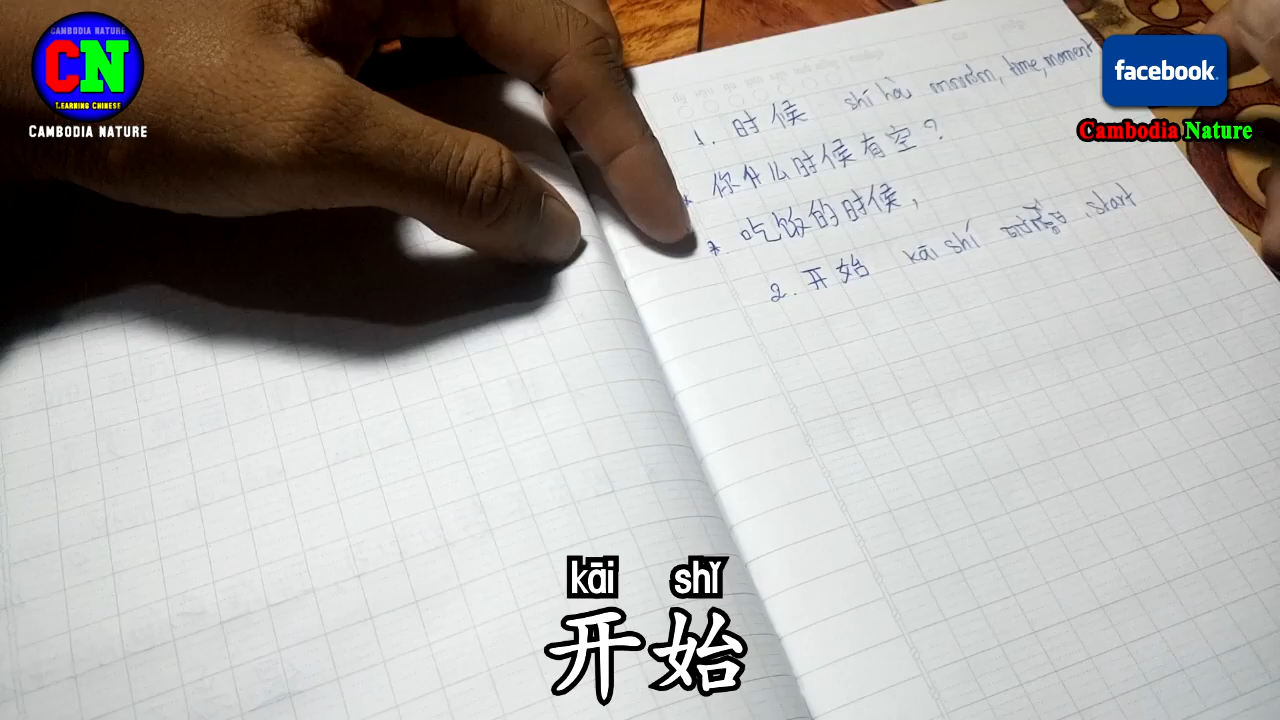 CAMBODIA NATURE
CN
LEARNING CHINESE
CAMBODIA NATURE
facebook
Cambodia Nature
1. 时候 shí hòu time, moment
* 你什么时候有空？
* 吃饭的时候，
2. 开始 kāi shí ចាប់ផ្តើម, start
kāi shǐ
开始